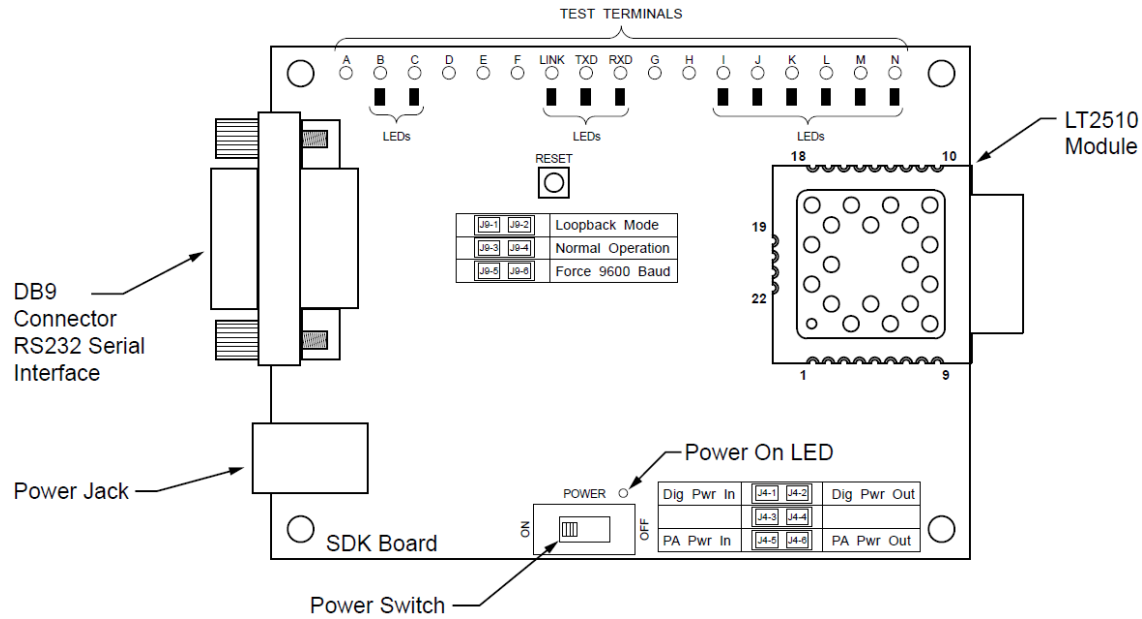 TEST TERMINALS
A B C D E F LINK TXD RXD G H I J K L M N
LEDs LEDs LEDs
LT2510
Module
RESET
18 10
J9-1 J9-2 Loopback Mode
J9-3 J9-4 Normal Operation
J9-5 J9-6 Force 9600 Baud
19
22
1 9
DB9
Connector
RS232 Serial
Interface
Power Jack
Power On LED
POWER
ON
OFF
Dig Pwr In J4-1 J4-2 Dig Pwr Out
J4-3 J4-4
PA Pwr In J4-5 J4-6 PA Pwr Out
SDK Board
Power Switch